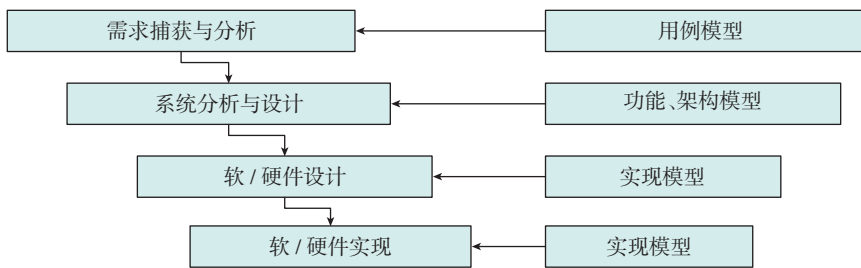 需求捕获与分析
用例模型
系统分析与设计
功能、架构模型
软 / 硬件设计
实现模型
软 / 硬件实现
实现模型